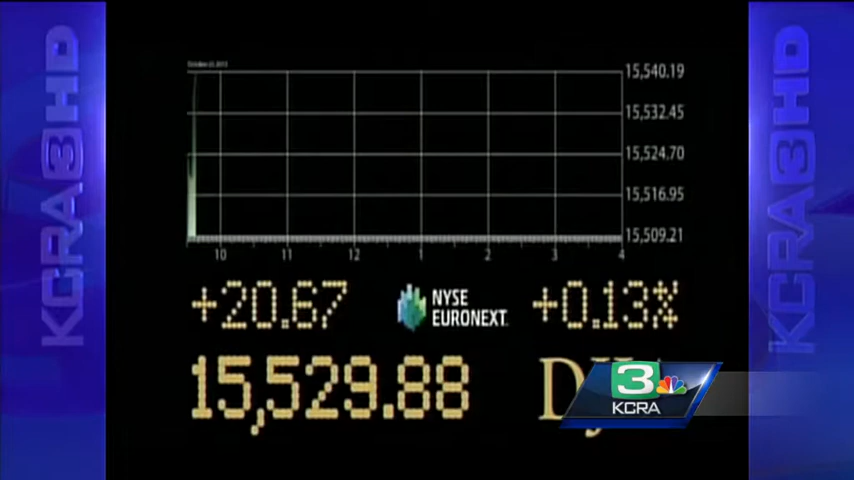 KCRA3HD
15,540.19
15,532.45
15,524.70
15,516.95
15,509.21
10 11 12 1 2 3 4
+20.67
NYSE
EURONEXT
+0.13%
15,529.88
3
KCRA
KCRA3HD